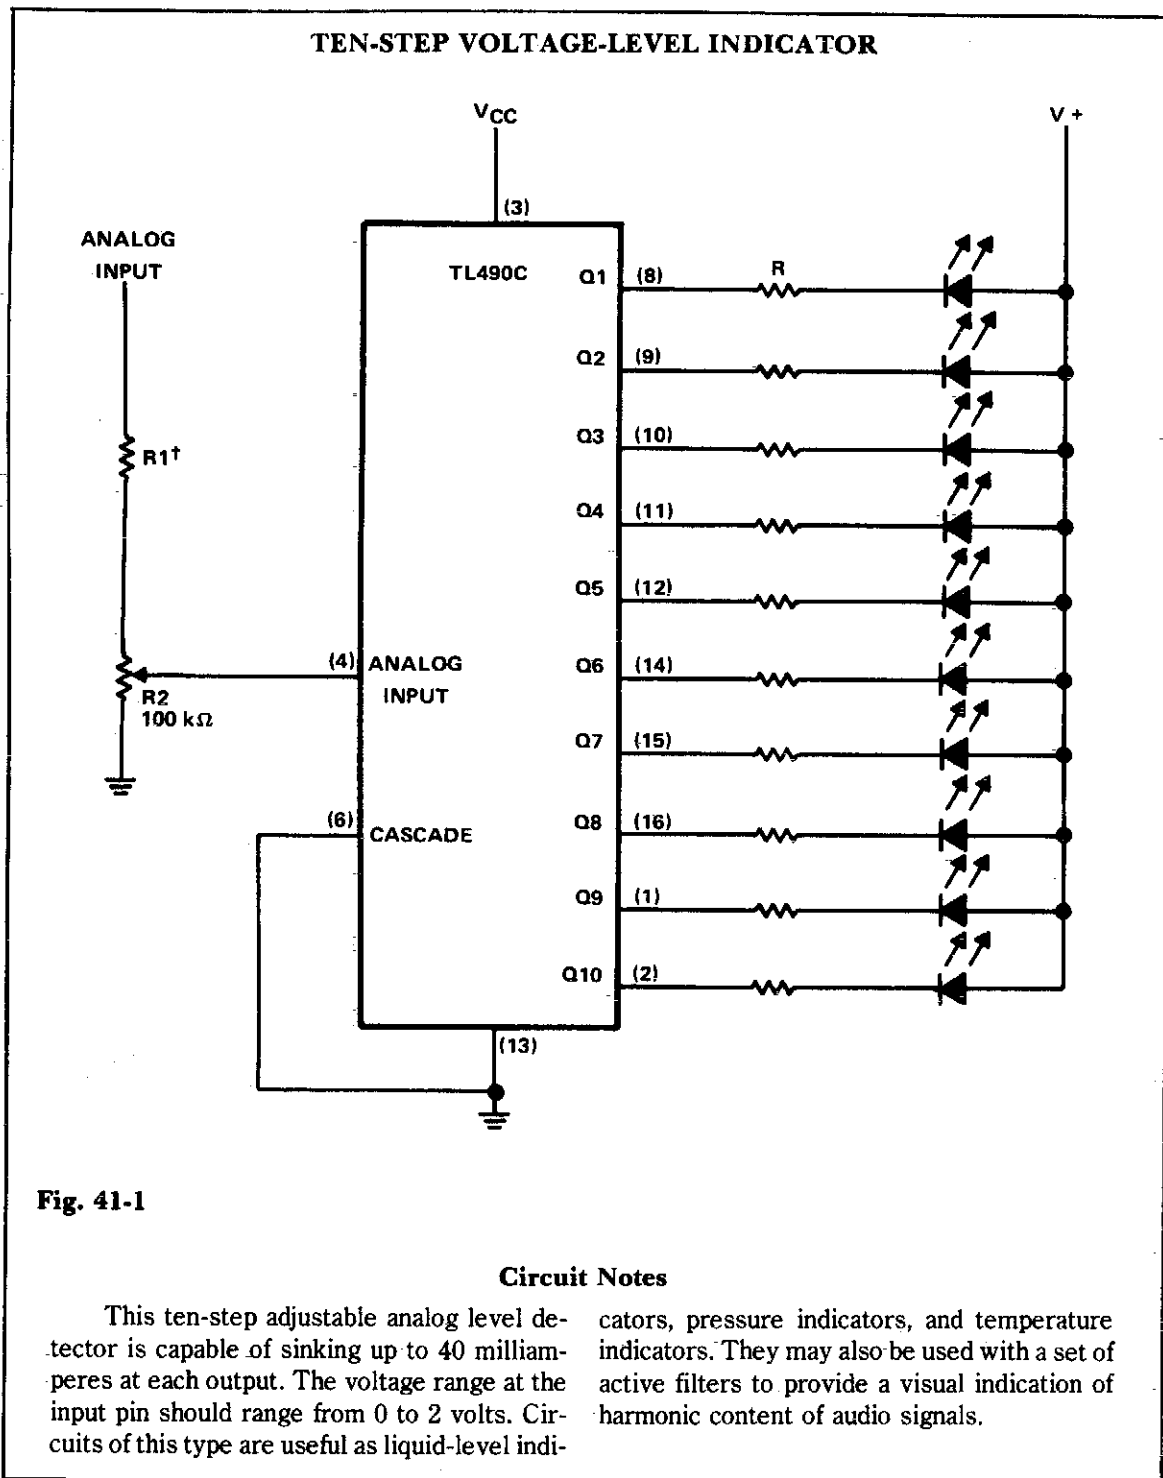 TEN-STEP VOLTAGE-LEVEL INDICATOR
VCC
V +
(3)
ANALOG
INPUT
TL490C
Q1
(8)
R
Q2
(9)
Q3
(10)
R1†
Q4
(11)
Q5
(12)
(4)
ANALOG
INPUT
Q6
(14)
R2
100 kΩ
Q7
(15)
(6)
CASCADE
Q8
(16)
Q9
(1)
Q10
(2)
(13)
Fig. 41-1
Circuit Notes
This ten-step adjustable analog level de-
tector is capable of sinking up to 40 milliam-
peres at each output. The voltage range at the
input pin should range from 0 to 2 volts. Cir-
cuits of this type are useful as liquid-level indi-
cators, pressure indicators, and temperature
indicators. They may also be used with a set of
active filters to provide a visual indication of
harmonic content of audio signals.